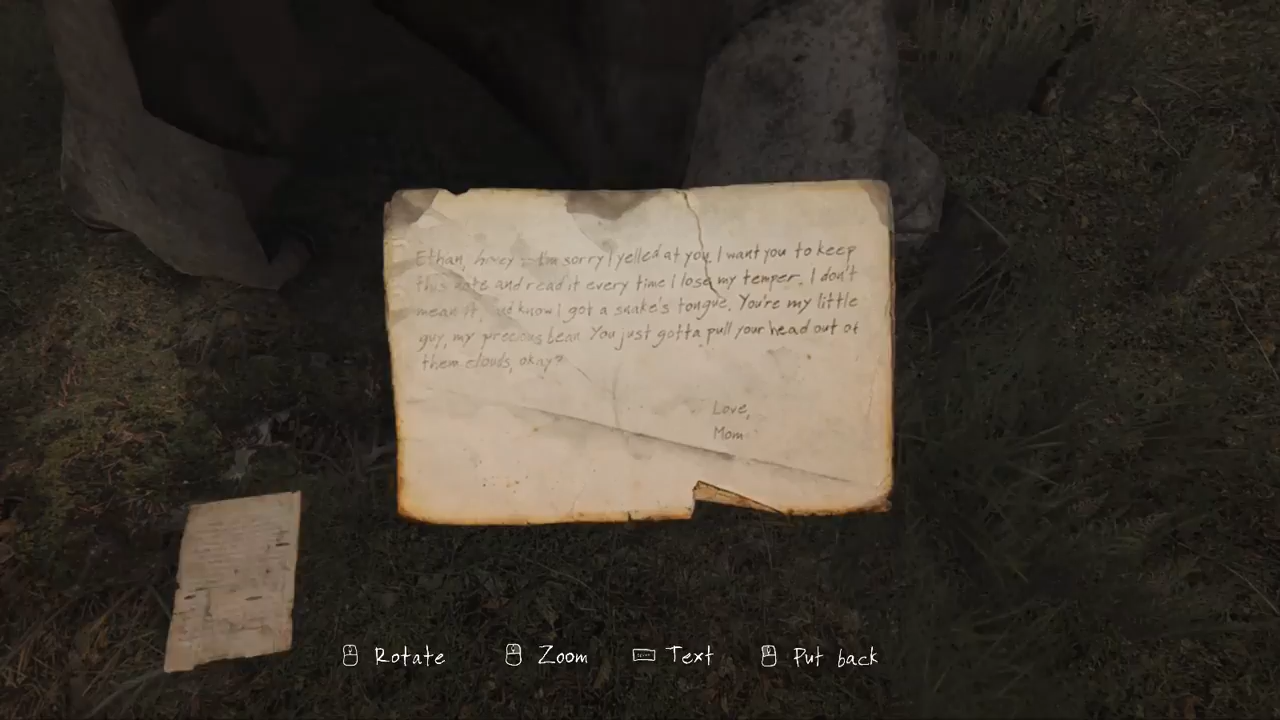 Ethan, honey – I'm sorry I yelled at you. I want you to keep
this note and read it every time I lose my temper. I don't
mean it, and know I got a snake's tongue. You're my little
guy, my precious bean. You just gotta pull your head out of
them clouds, okay?
Love,
Mom
Rotate Zoom Text Put back